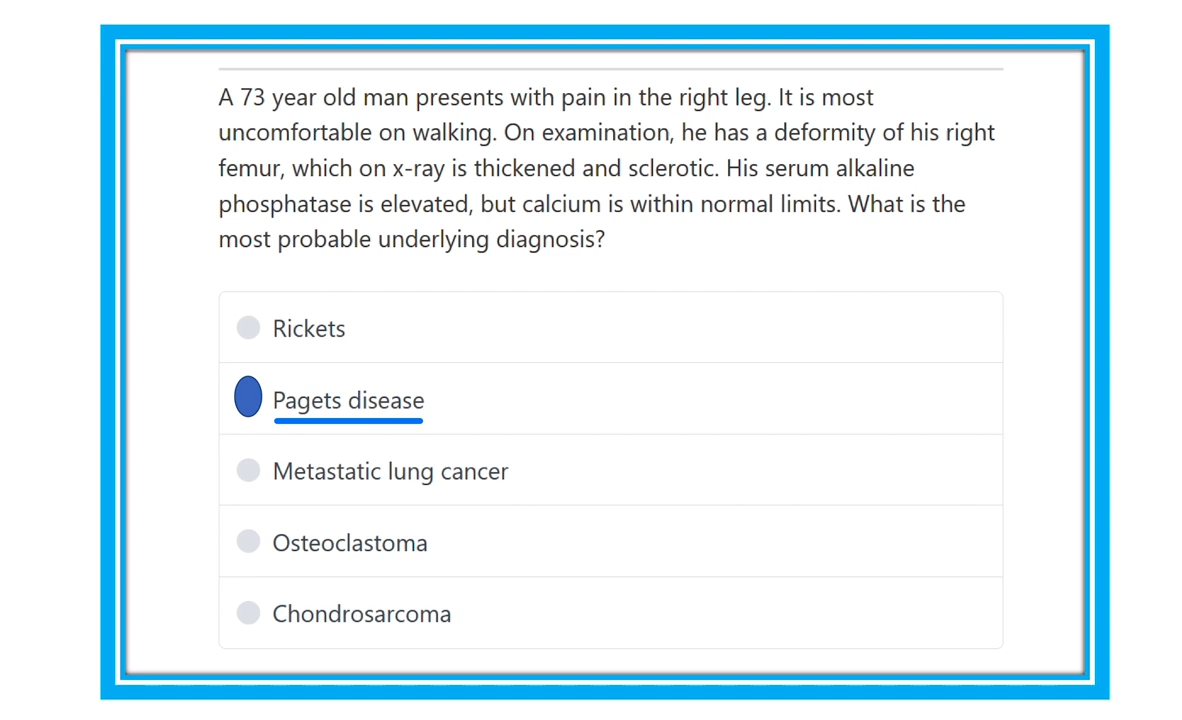 A 73 year old man presents with pain in the right leg. It is most
uncomfortable on walking. On examination, he has a deformity of his right
femur, which on x-ray is thickened and sclerotic. His serum alkaline
phosphatase is elevated, but calcium is within normal limits. What is the
most probable underlying diagnosis?
Rickets
Pagets disease
Metastatic lung cancer
Osteoclastoma
Chondrosarcoma